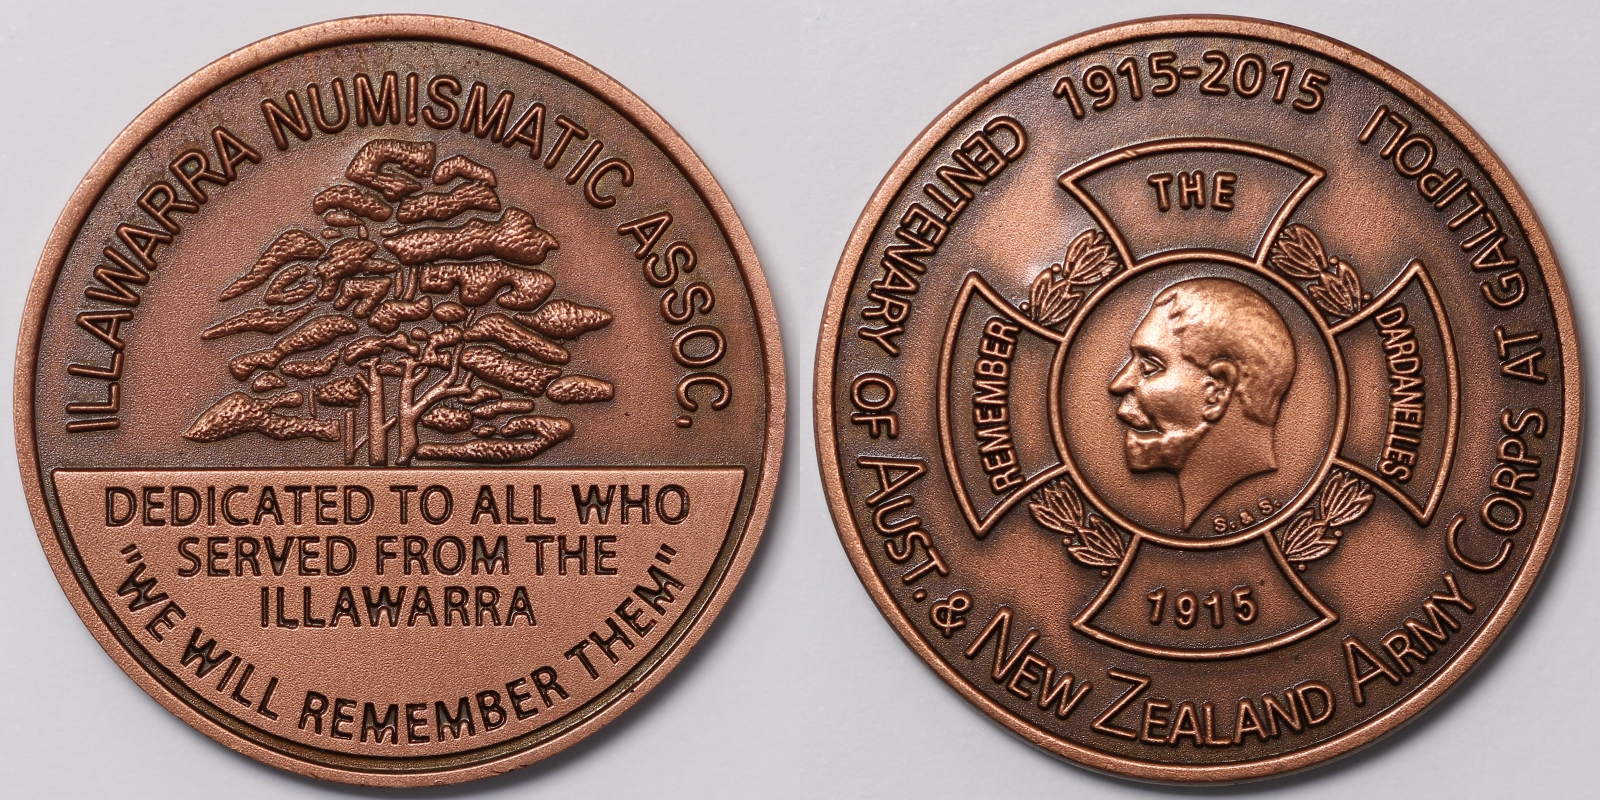 ILLAWARRA NUMISMATIC ASSOC.
DEDICATED TO ALL WHO
SERVED FROM THE
ILLAWARRA
"WE WILL REMEMBER THEM"
1915-2015
CENTENARY OF AUST. & NEW ZEALAND ARMY CORPS AT GALLIPOLI
THE
REMEMBER
DARDANELLES
1915
S. & S.